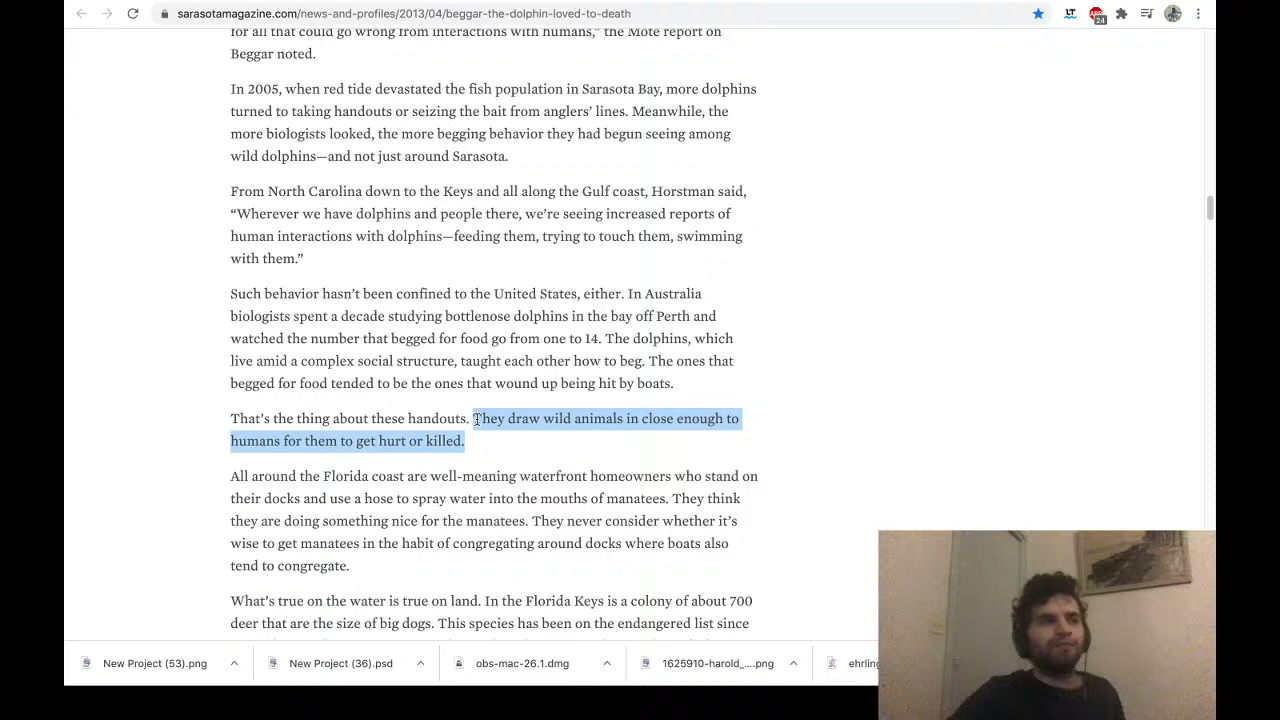 sarasotamagazine.com/news-and-profiles/2013/04/beggar-the-dolphin-loved-to-death
LT
24
for all that could go wrong from interactions with humans,” the Mote report on
Beggar noted.
In 2005, when red tide devastated the fish population in Sarasota Bay, more dolphins
turned to taking handouts or seizing the bait from anglers’ lines. Meanwhile, the
more biologists looked, the more begging behavior they had begun seeing among
wild dolphins—and not just around Sarasota.
From North Carolina down to the Keys and all along the Gulf coast, Horstman said,
“Wherever we have dolphins and people there, we’re seeing increased reports of
human interactions with dolphins—feeding them, trying to touch them, swimming
with them.”
Such behavior hasn’t been confined to the United States, either. In Australia
biologists spent a decade studying bottlenose dolphins in the bay off Perth and
watched the number that begged for food go from one to 14. The dolphins, which
live amid a complex social structure, taught each other how to beg. The ones that
begged for food tended to be the ones that wound up being hit by boats.
That’s the thing about these handouts. They draw wild animals in close enough to
humans for them to get hurt or killed.
All around the Florida coast are well-meaning waterfront homeowners who stand on
their docks and use a hose to spray water into the mouths of manatees. They think
they are doing something nice for the manatees. They never consider whether it’s
wise to get manatees in the habit of congregating around docks where boats also
tend to congregate.
What’s true on the water is true on land. In the Florida Keys is a colony of about 700
deer that are the size of big dogs. This species has been on the endangered list since
New Project (53).png
New Project (36).psd
obs-mac-26.1.dmg
1625910-harold_....png
ehrling